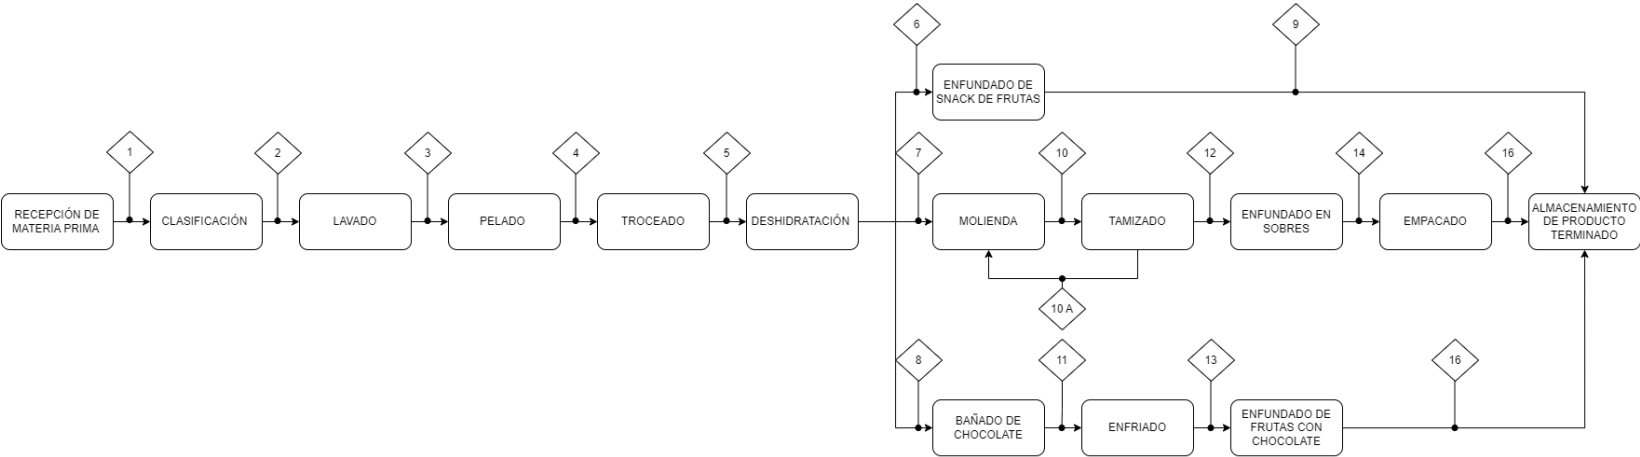 6
9
ENFUNDADO DE
SNACK DE FRUTAS
1
2
3
4
5
7
10
12
14
16
RECEPCIÓN DE
MATERIA PRIMA
CLASIFICACIÓN
LAVADO
PELADO
TROCEADO
DESHIDRATACIÓN
MOLIENDA
TAMIZADO
ENFUNDADO EN
SOBRES
EMPACADO
ALMACENAMIENTO
DE PRODUCTO
TERMINADO
10 A
8
11
13
16
BAÑADO DE
CHOCOLATE
ENFRIADO
ENFUNDADO DE
FRUTAS CON
CHOCOLATE